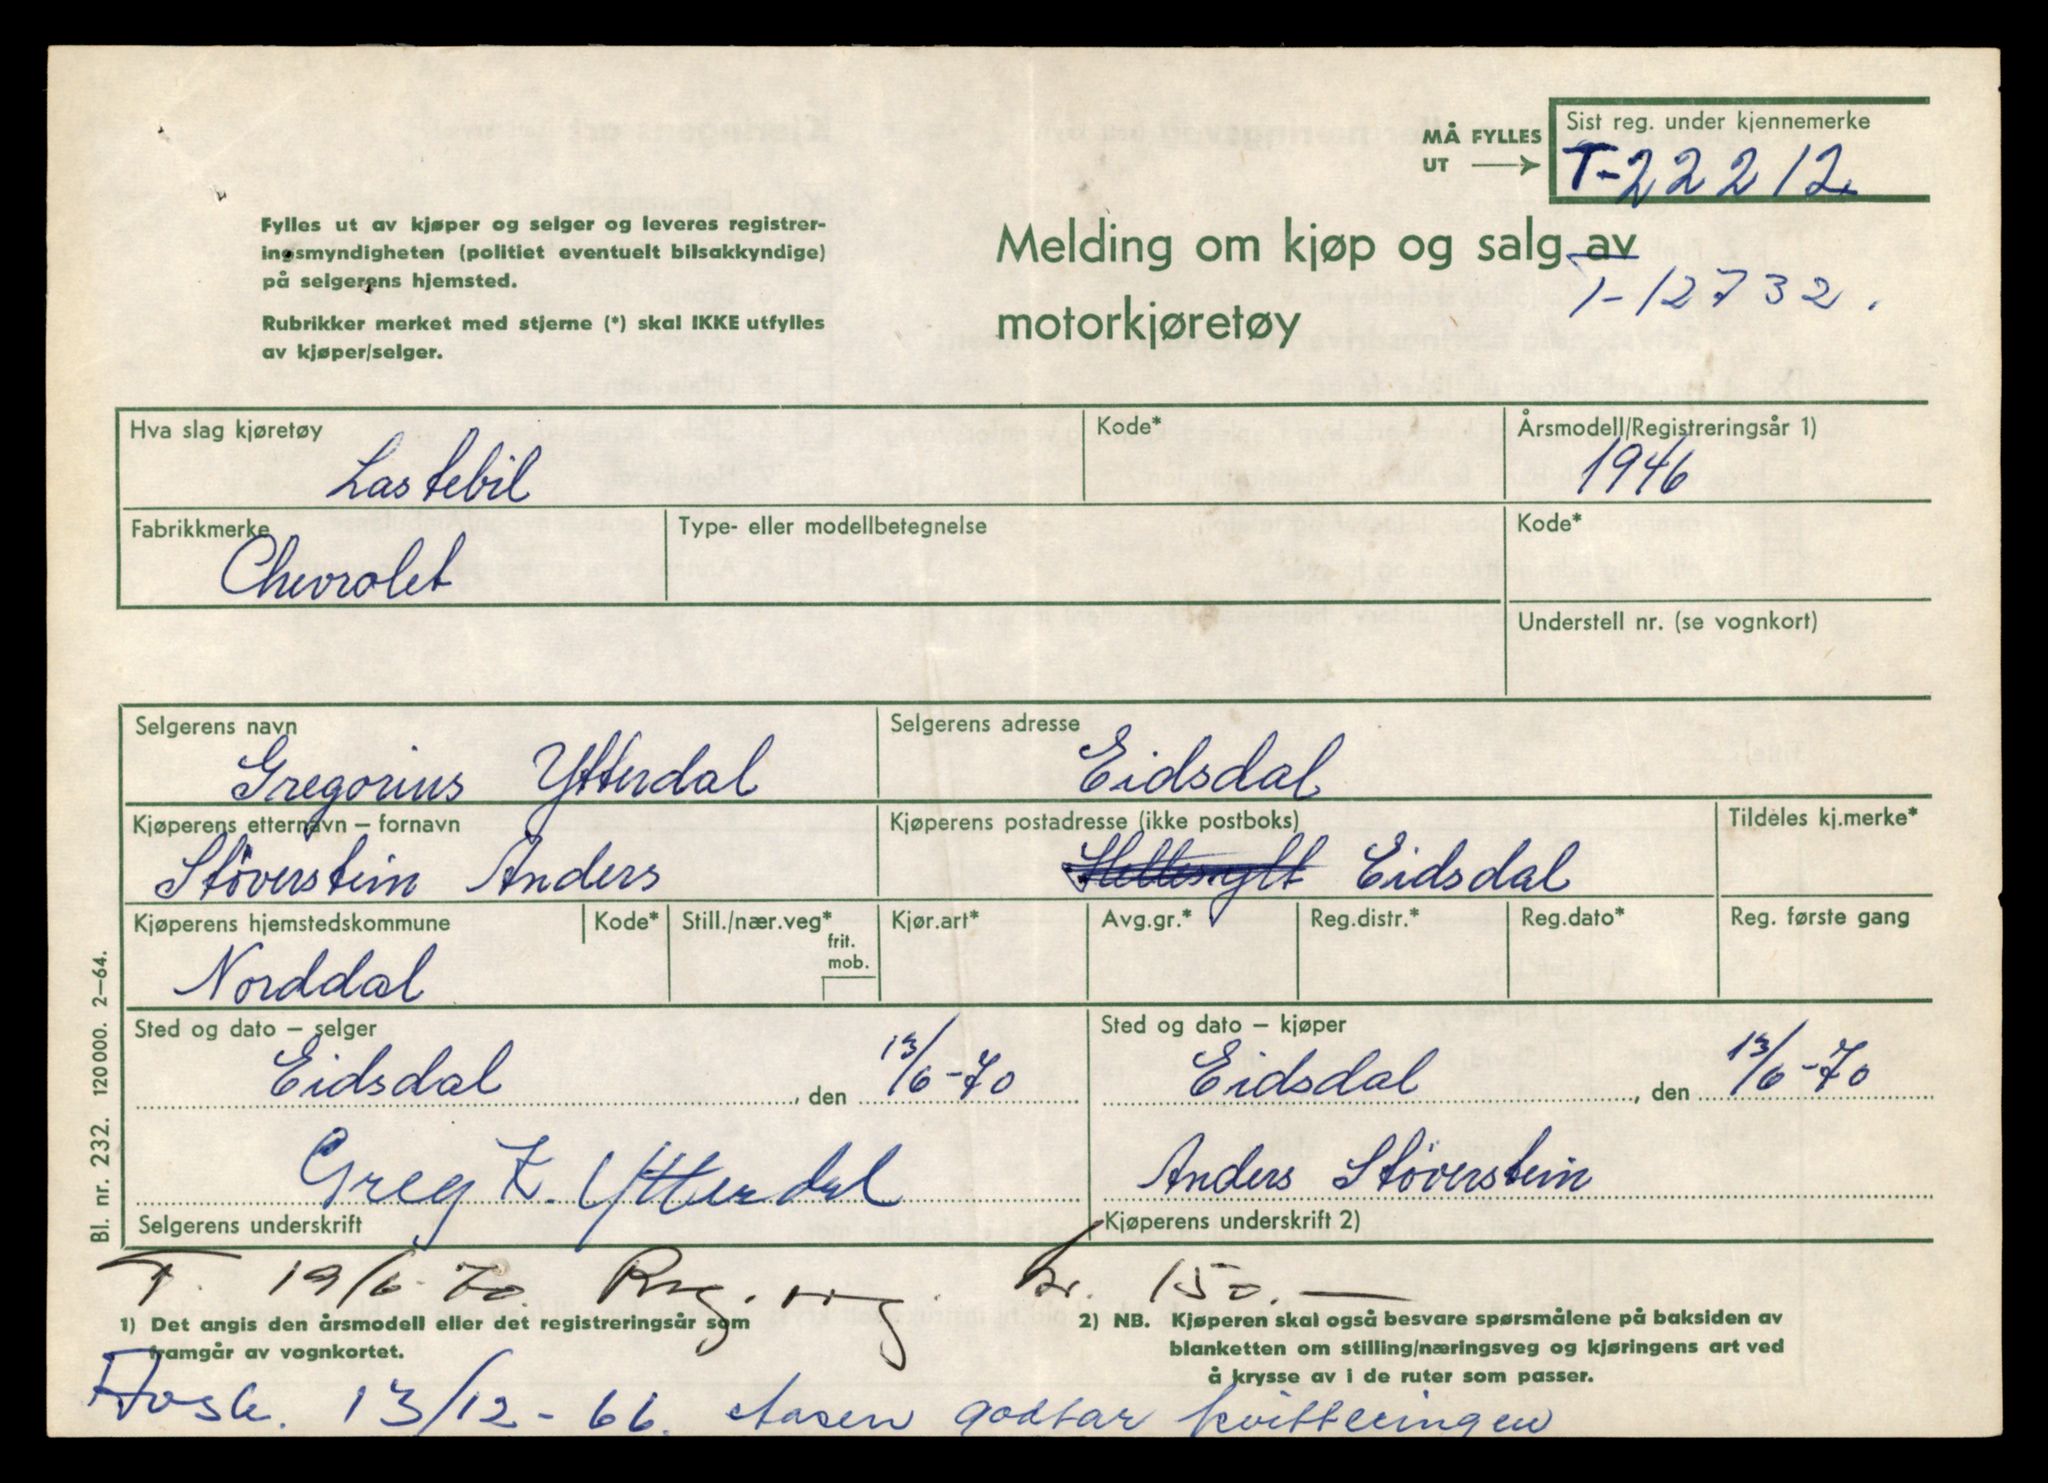 MÅ FYLLES
UT →
Sist reg. under kjennemerke
T-22212
Fylles ut av kjøper og selger og leveres registrer-
ingsmyndigheten (politiet eventuelt bilsakkyndige)
på selgerens hjemsted.
Rubrikker merket med stjerne (*) skal IKKE utfylles
av kjøper/selger.
Melding om kjøp og salg av
motorkjøretøy
T-12732.
Hva slag kjøretøy
Lastebil
Kode*
Årsmodell/Registreringsår 1)
1946
Fabrikkmerke
Chevrolet
Type- eller modellbetegnelse
Kode*
Understell nr. (se vognkort)
Selgerens navn
Gregorius Ytterdal
Selgerens adresse
Eidsdal
Kjøperens etternavn – fornavn
Støverstein Anders
Kjøperens postadresse (ikke postboks)
Hellesylt Eidsdal
Tildeles kj.merke*
Kjøperens hjemstedskommune
Norddal
Kode*
Still./nær.veg*
frit.
mob.
Kjør.art*
Avg.gr.*
Reg.distr.*
Reg.dato*
Reg. første gang
Sted og dato – selger
Eidsdal, den 13/6-70
Sted og dato – kjøper
Eidsdal, den 13/6-70
Greg K. Ytterdal
Selgerens underskrift
Anders Støverstein
Kjøperens underskrift 2)
Bl. nr. 232. 120 000. 2–64.
T. 19/6-70. Reg. kr. 150.—
1) Det angis den årsmodell eller det registreringsår som
framgår av vognkortet.
2) NB. Kjøperen skal også besvare spørsmålene på baksiden av
blanketten om stilling/næringsveg og kjøringens art ved
å krysse av i de ruter som passer.
13/12-66. Aasen godtar kvitteringen